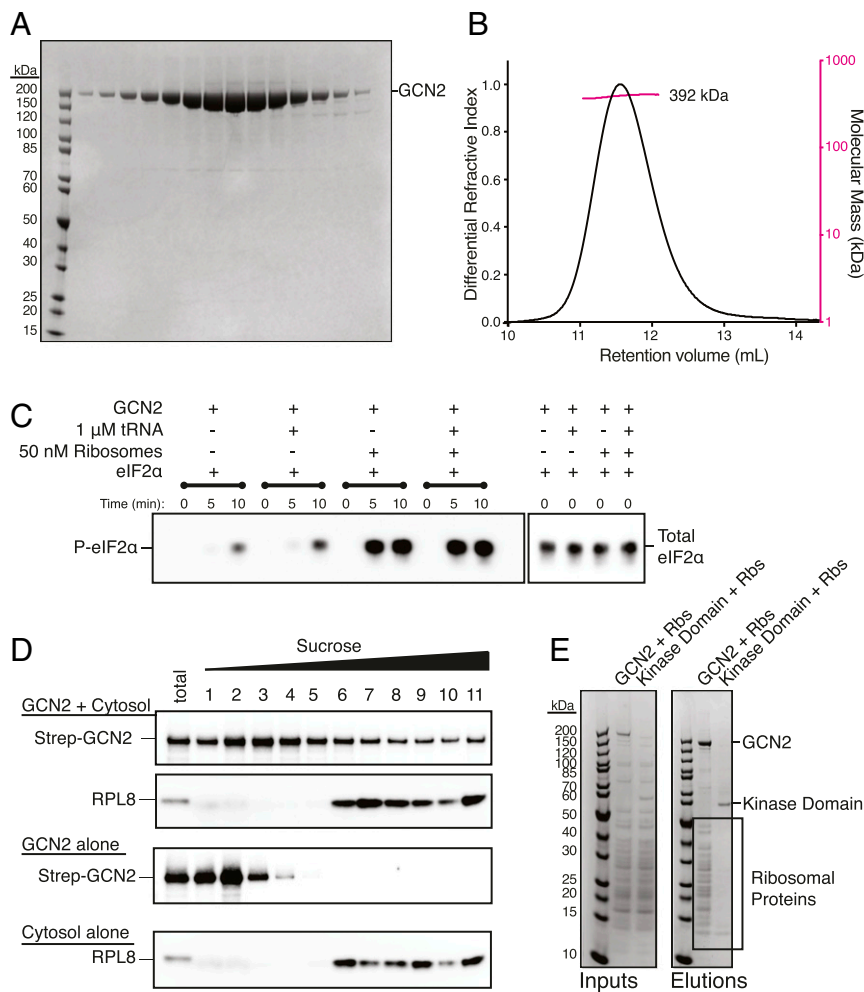 A
kDa
200
150
120
100
85
70
60
50
40
30
25
20
15
GCN2
B
Differential Refractive Index
1.0
0.8
0.6
0.4
0.2
0.0
10
11
12
13
14
Retention volume (mL)
392 kDa
1000
100
10
1
Molecular Mass (kDa)
C
GCN2 + + + + + + + +
1 μM tRNA - + - + - + - +
50 nM Ribosomes - - + + - - + +
eIF2α + + + + + + + +
Time (min): 0 5 10 0 5 10 0 5 10 0 5 10 0 0 0 0
P-eIF2α
Total
eIF2α
D
Sucrose
total 1 2 3 4 5 6 7 8 9 10 11
GCN2 + Cytosol
Strep-GCN2
RPL8
GCN2 alone
Strep-GCN2
Cytosol alone
RPL8
E
GCN2 + Rbs
Kinase Domain + Rbs
GCN2 + Rbs
Kinase Domain + Rbs
kDa
200
150
120
100
85
70
60
50
40
30
25
20
15
10
GCN2
Kinase Domain
Ribosomal
Proteins
Inputs
Elutions